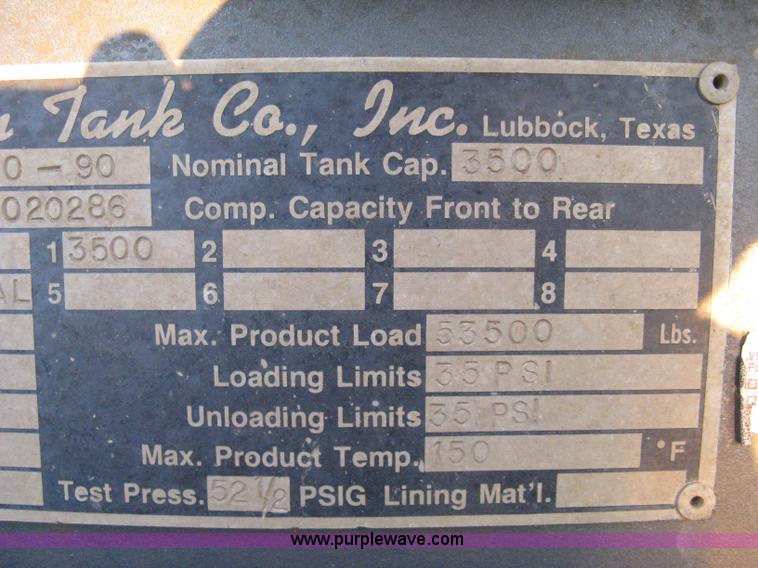 Tank Co., Inc. Lubbock, Texas
0-90 Nominal Tank Cap. 3500
020286 Comp. Capacity Front to Rear
1 3500 2 3 4
AL 5 6 7 8
Max. Product Load 53500 Lbs.
Loading Limits 35 PSI
Unloading Limits 35 PSI
Max. Product Temp. 150 °F
Test Press. 52 1/2 PSIG Lining Mat'l.
www.purplewave.com